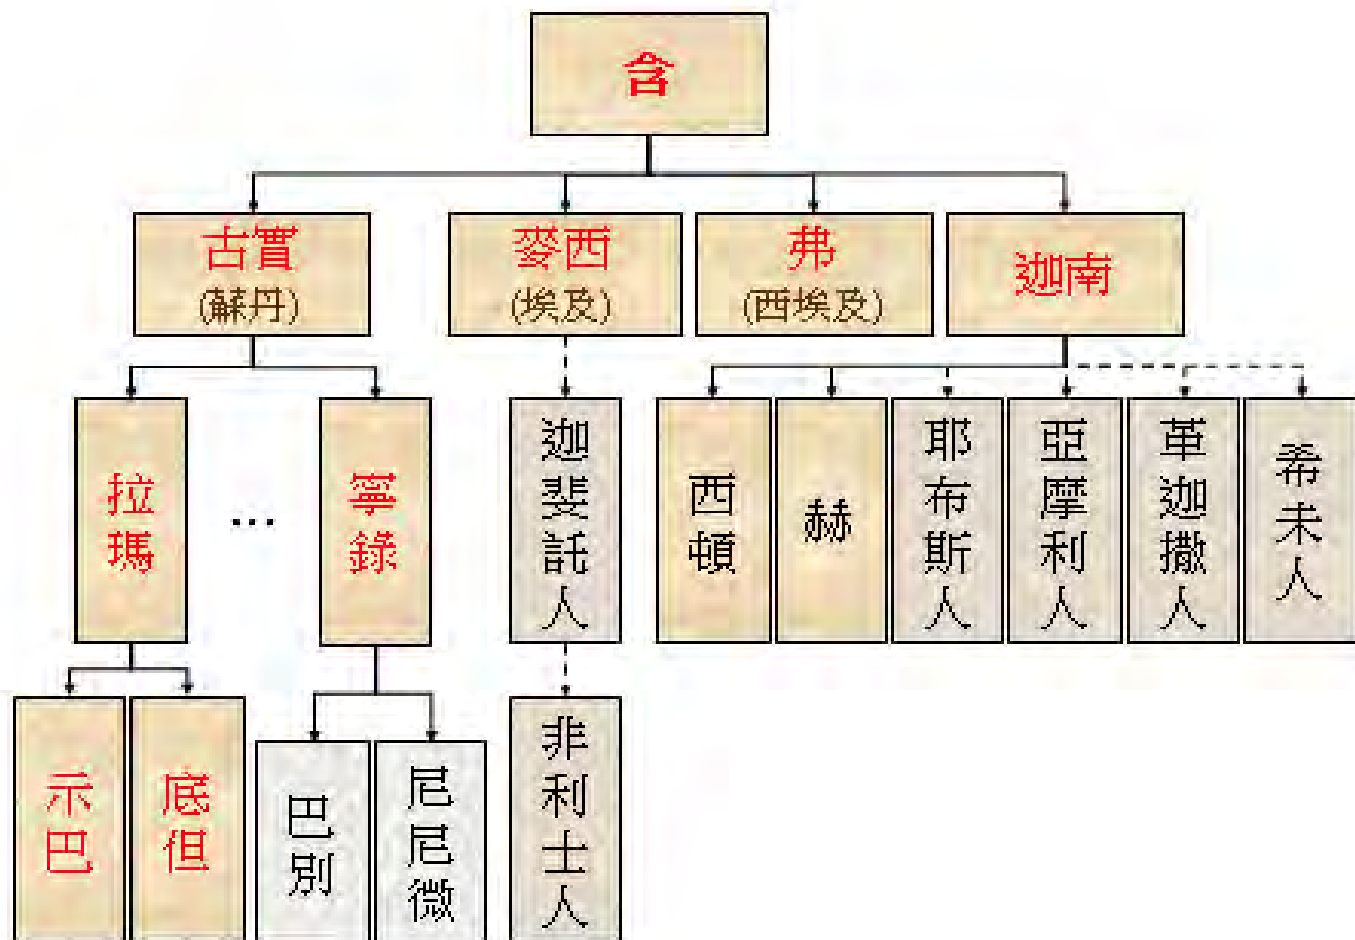 含
古實
(蘇丹)
麥西
(埃及)
弗
(西埃及)
迦南
拉瑪
…
寧錄
迦斐託人
西頓
赫
耶布斯人
亞摩利人
革迦撒人
希未人
示巴
底但
巴別
尼尼微
非利士人